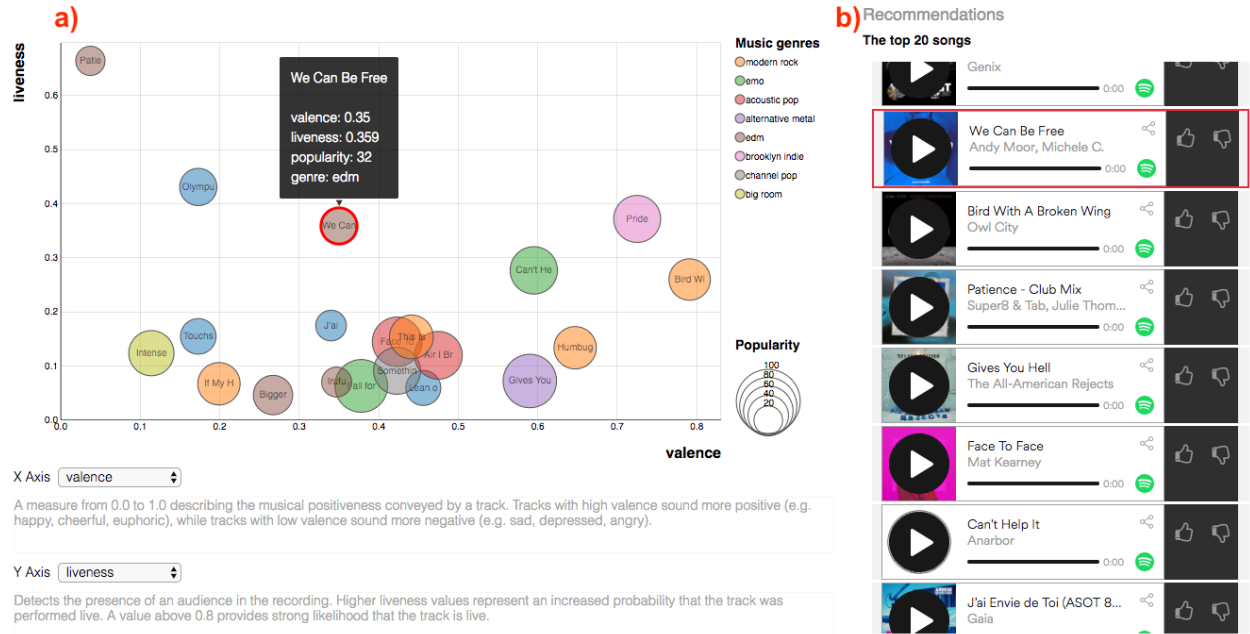 a)
liveness
Patie
We Can Be Free
valence: 0.35
liveness: 0.359
popularity: 32
genre: edm
Olympu
We Can
Pride
Can't He
Bird Wi
Touchs
J'ai
Intense
If My H
Bigger
Face To
This Is
Air I Br
Somethin
all for
Lean o
Gives You
Humbug
0.6
0.5
0.4
0.3
0.2
0.1
0.0
0.0
0.1
0.2
0.3
0.4
0.5
0.6
0.7
0.8
valence
Music genres
modern rock
emo
acoustic pop
alternative metal
edm
brooklyn indie
channel pop
big room
Popularity
100
80
60
40
20
X Axis
valence
A measure from 0.0 to 1.0 describing the musical positiveness conveyed by a track. Tracks with high valence sound more positive (e.g.
happy, cheerful, euphoric), while tracks with low valence sound more negative (e.g. sad, depressed, angry).
Y Axis
liveness
Detects the presence of an audience in the recording. Higher liveness values represent an increased probability that the track was
performed live. A value above 0.8 provides strong likelihood that the track is live.
b)
Recommendations
The top 20 songs
Genix
0:00
We Can Be Free
Andy Moor, Michele C.
0:00
Bird With A Broken Wing
Owl City
0:00
Patience - Club Mix
Super8 & Tab, Julie Thom...
0:00
Gives You Hell
The All-American Rejects
0:00
Face To Face
Mat Kearney
0:00
Can't Help It
Anarbor
0:00
J'ai Envie de Toi (ASOT 8...
Gaia